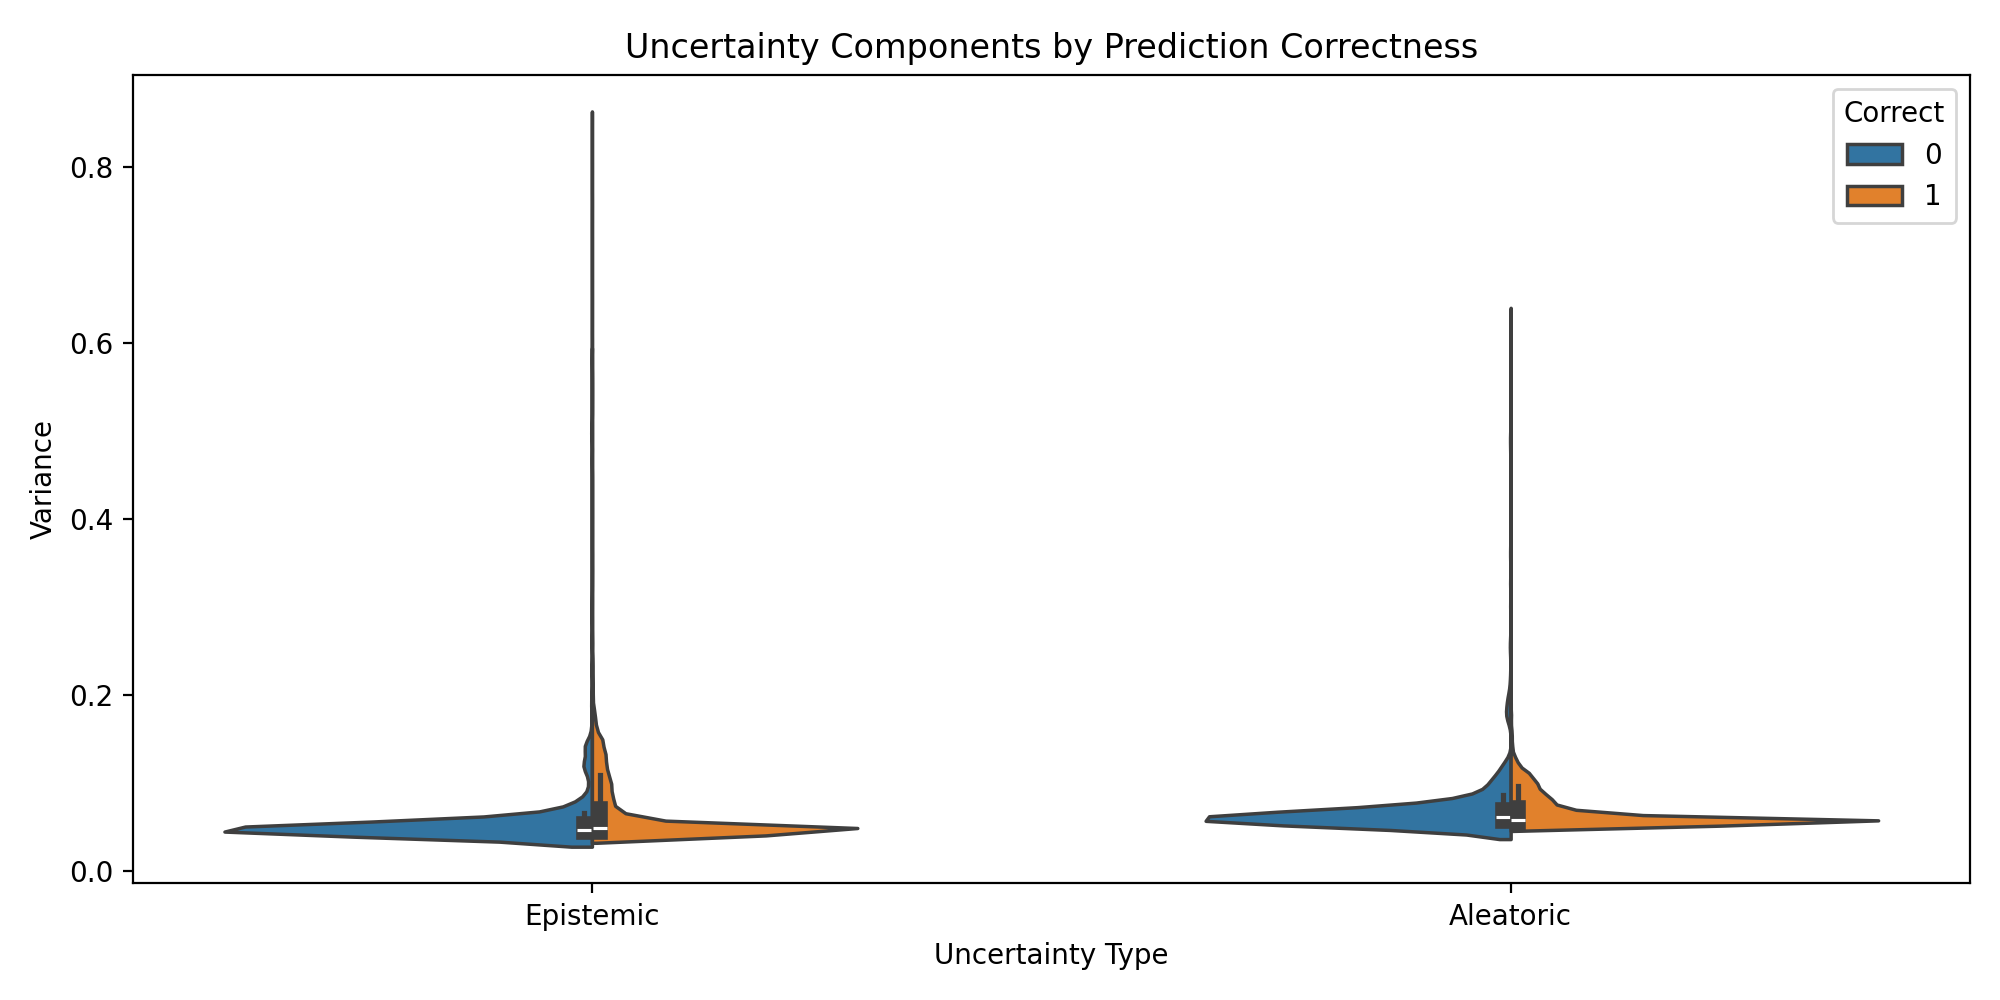 Uncertainty Components by Prediction Correctness
Correct
0
1
0.8
0.6
0.4
0.2
0.0
Variance
Epistemic
Aleatoric
Uncertainty Type